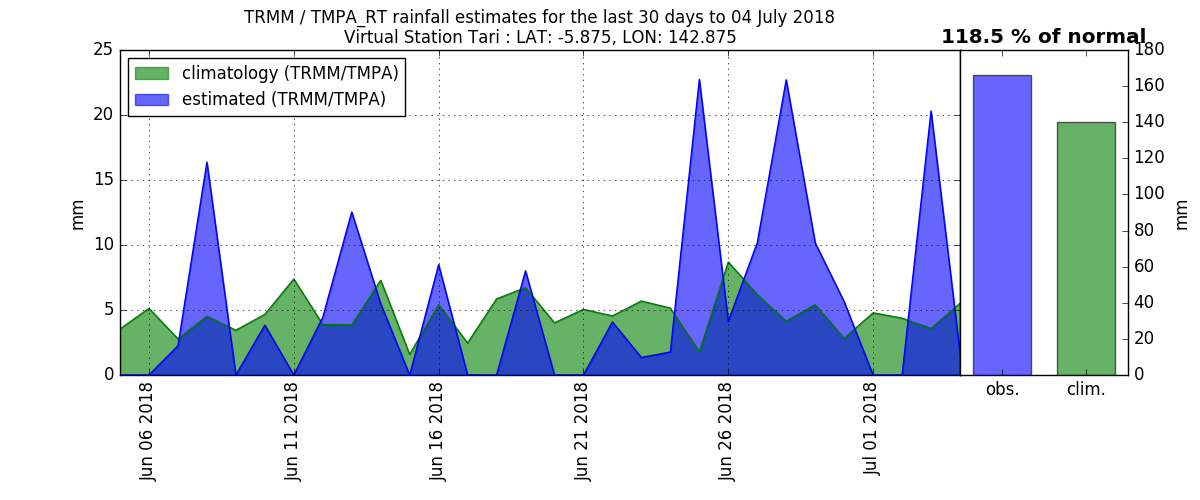 TRMM / TMPA_RT rainfall estimates for the last 30 days to 04 July 2018
Virtual Station Tari : LAT: -5.875, LON: 142.875
118.5 % of normal
climatology (TRMM/TMPA)
estimated (TRMM/TMPA)
25
20
15
10
5
0
mm
Jun 06 2018
Jun 11 2018
Jun 16 2018
Jun 21 2018
Jun 26 2018
Jul 01 2018
obs.
clim.
180
160
140
120
100
80
60
40
20
0
mm